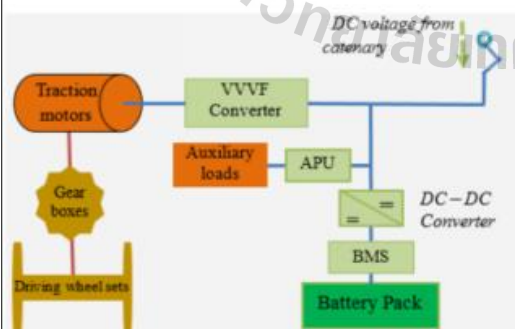 DC voltage from
catenary
Traction
motors
VVVF
Converter
Auxiliary
loads
APU
Gear
boxes
DC-DC
Converter
BMS
Driving wheel sets
Battery Pack